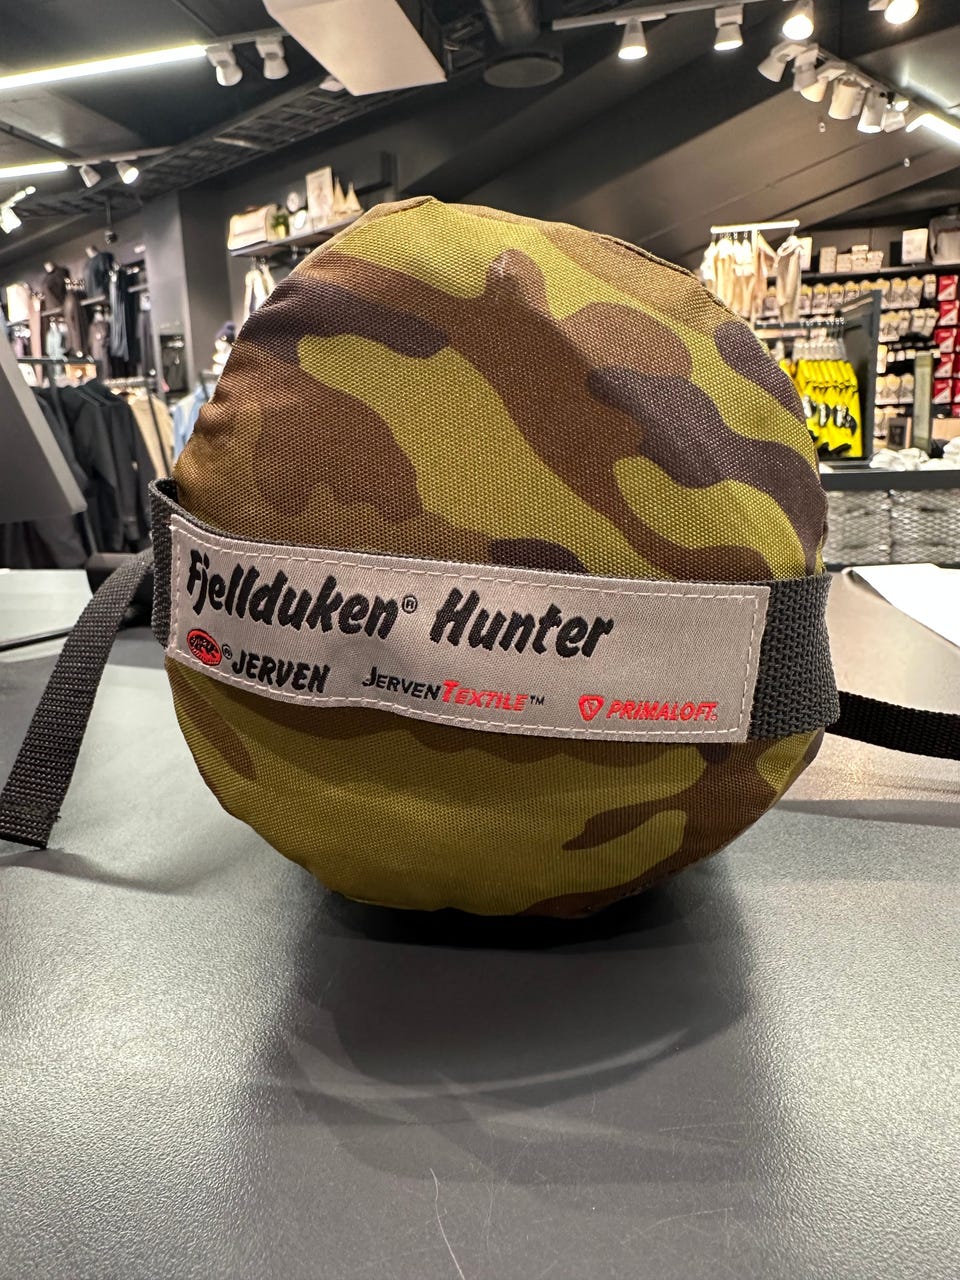 Fjellduken® Hunter
® JERVEN JERVENTEXTILE™ PRIMALOFT®